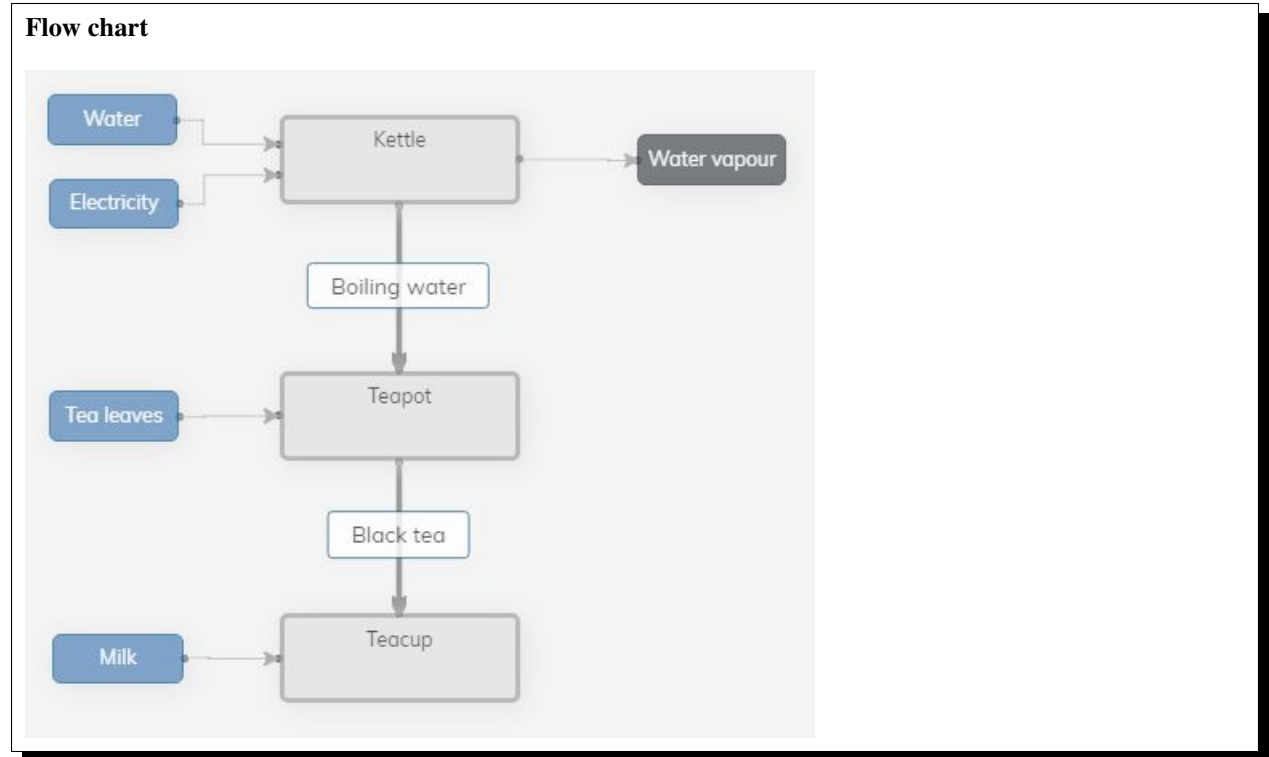 Flow chart
Water
Kettle
Water vapour
Electricity
Boiling water
Teapot
Tea leaves
Black tea
Teacup
Milk